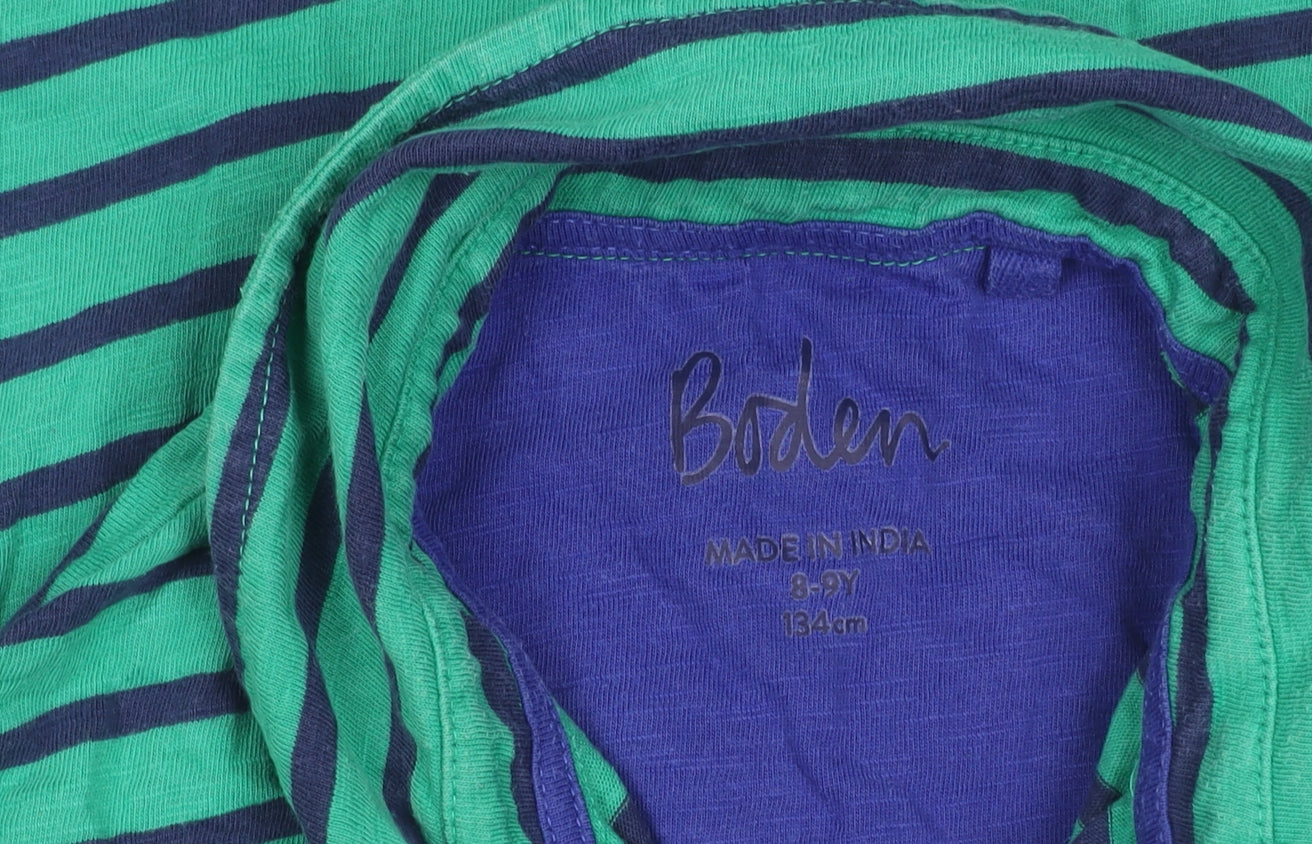 Boden
MADE IN INDIA
8-9Y
134cm